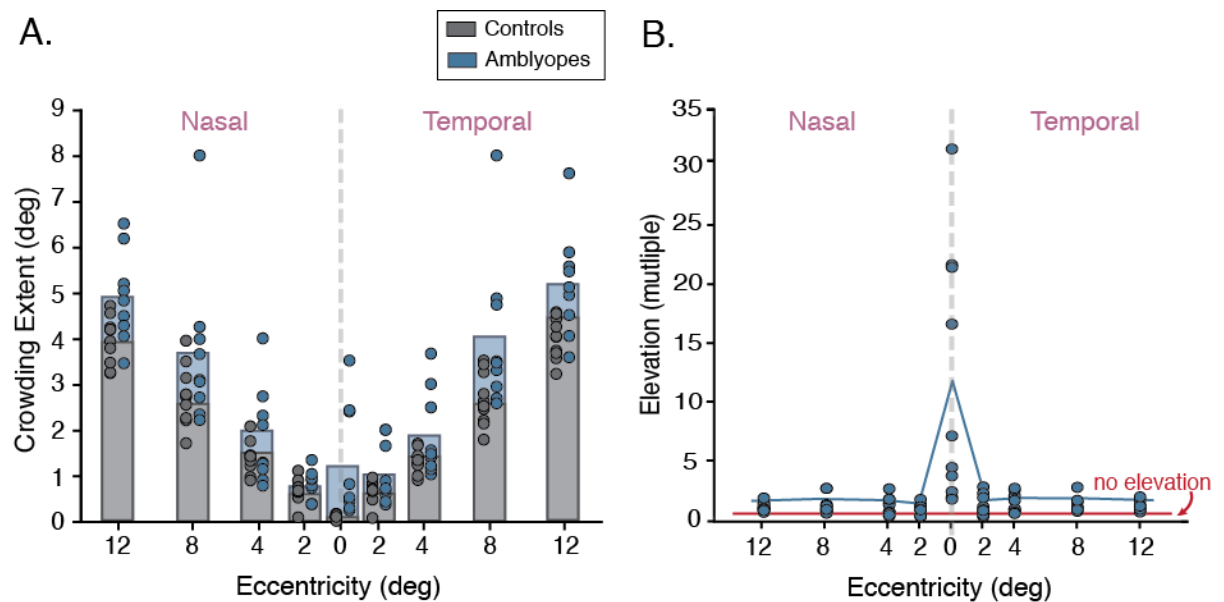 A.
Controls
Amblyopes
B.
Nasal
Temporal
Crowding Extent (deg)
9
8
7
6
5
4
3
2
1
0
12 8 4 2 0 2 4 8 12
Eccentricity (deg)
Nasal
Temporal
Elevation (mutliple)
35
30
25
20
15
10
5
0
no elevation
12 8 4 2 0 2 4 8 12
Eccentricity (deg)